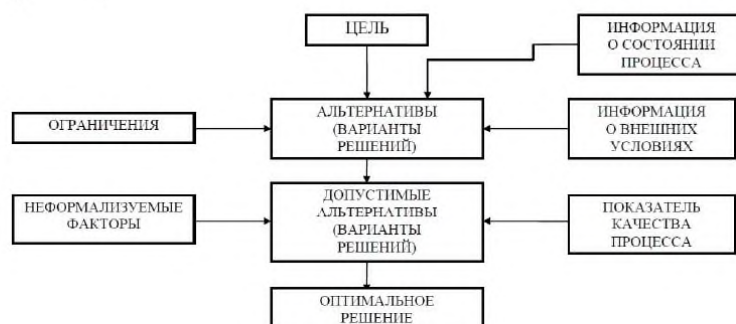 ЦЕЛЬ
ИНФОРМАЦИЯ
О СОСТОЯНИИ
ПРОЦЕССА
ОГРАНИЧЕНИЯ
АЛЬТЕРНАТИВЫ
(ВАРИАНТЫ
РЕШЕНИЙ)
ИНФОРМАЦИЯ
О ВНЕШНИХ
УСЛОВИЯХ
НЕФОРМАЛИЗУЕМЫЕ
ФАКТОРЫ
ДОПУСТИМЫЕ
АЛЬТЕРНАТИВЫ
(ВАРИАНТЫ
РЕШЕНИЙ)
ПОКАЗАТЕЛЬ
КАЧЕСТВА
ПРОЦЕССА
ОПТИМАЛЬНОЕ
РЕШЕНИЕ